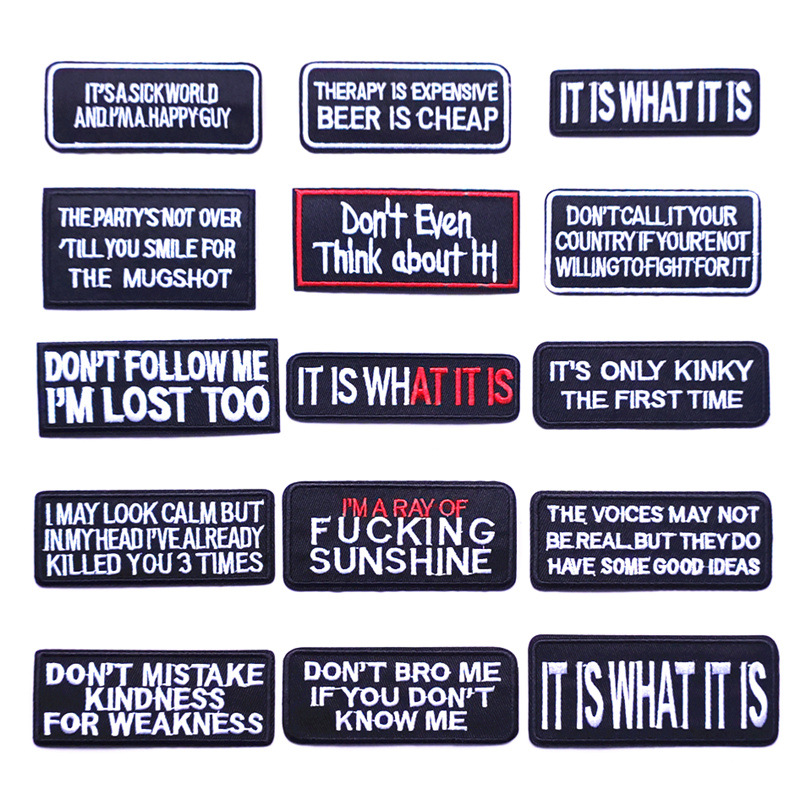 IT'S A SICK WORLD
AND I'M A HAPPY GUY
THERAPY IS EXPENSIVE
BEER IS CHEAP
IT IS WHAT IT IS
THE PARTY'S NOT OVER
'TILL YOU SMILE FOR
THE MUGSHOT
Don't Even
Think about It!
DON'T CALL IT YOUR
COUNTRY IF YOUR'E NOT
WILLING TO FIGHT FOR IT
DON'T FOLLOW ME
I'M LOST TOO
IT IS WHAT IT IS
IT'S ONLY KINKY
THE FIRST TIME
I MAY LOOK CALM BUT
IN MY HEAD I'VE ALREADY
KILLED YOU 3 TIMES
I'M A RAY OF
FUCKING
SUNSHINE
THE VOICES MAY NOT
BE REAL. BUT THEY DO
HAVE SOME GOOD IDEAS
DON'T MISTAKE
KINDNESS
FOR WEAKNESS
DON'T BRO ME
IF YOU DON'T
KNOW ME
IT IS WHAT IT IS